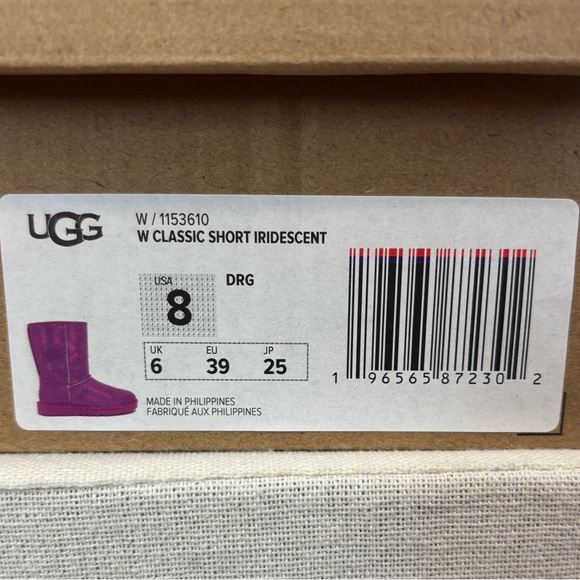 UGG
W / 1153610
W CLASSIC SHORT IRIDESCENT
USA
8
DRG
UK EU JP
6 39 25
MADE IN PHILIPPINES
FABRIQUÉ AUX PHILIPPINES
1 96565 87230 2